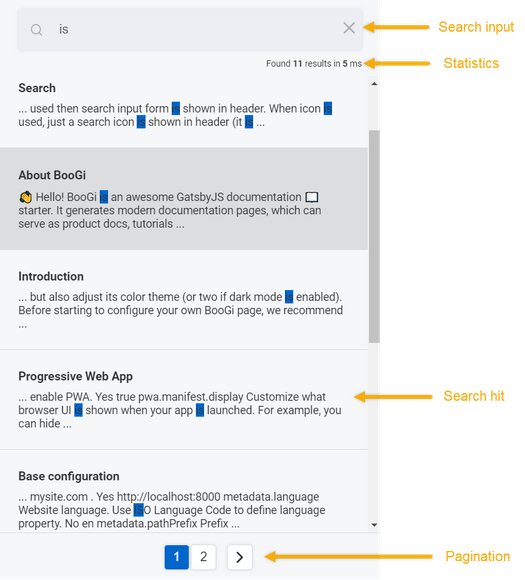 is
Search input
Found 11 results in 5 ms
Statistics
Search
... used then search input form is shown in header. When icon is
used, just a search icon is shown in header (it is ...
About BooGi
👏 Hello! BooGi is an awesome GatsbyJS documentation 📖
starter. It generates modern documentation pages, which can
serve as product docs, tutorials ...
Introduction
... but also adjust its color theme (or two if dark mode is enabled).
Before starting to configure your own BooGi page, we recommend
...
Progressive Web App
... enable PWA. Yes true pwa.manifest.display Customize what
browser UI is shown when your app is launched. For example, you
can hide ...
Search hit
Base configuration
... mysite.com . Yes http://localhost:8000 metadata.language
Website language. Use ISO Language Code to define language
property. No en metadata.pathPrefix Prefix ...
1 2
Pagination